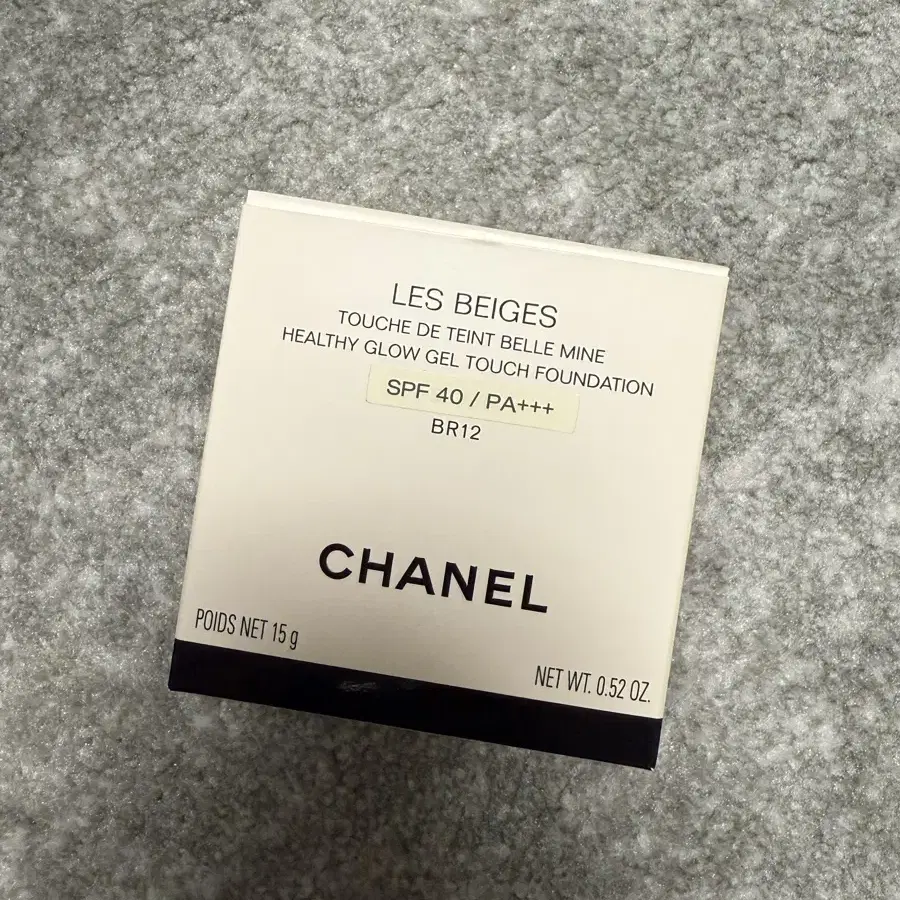 LES BEIGES
TOUCHE DE TEINT BELLE MINE
HEALTHY GLOW GEL TOUCH FOUNDATION
SPF 40 / PA+++
BR12
CHANEL
POIDS NET 15 g
NET WT. 0.52 OZ.